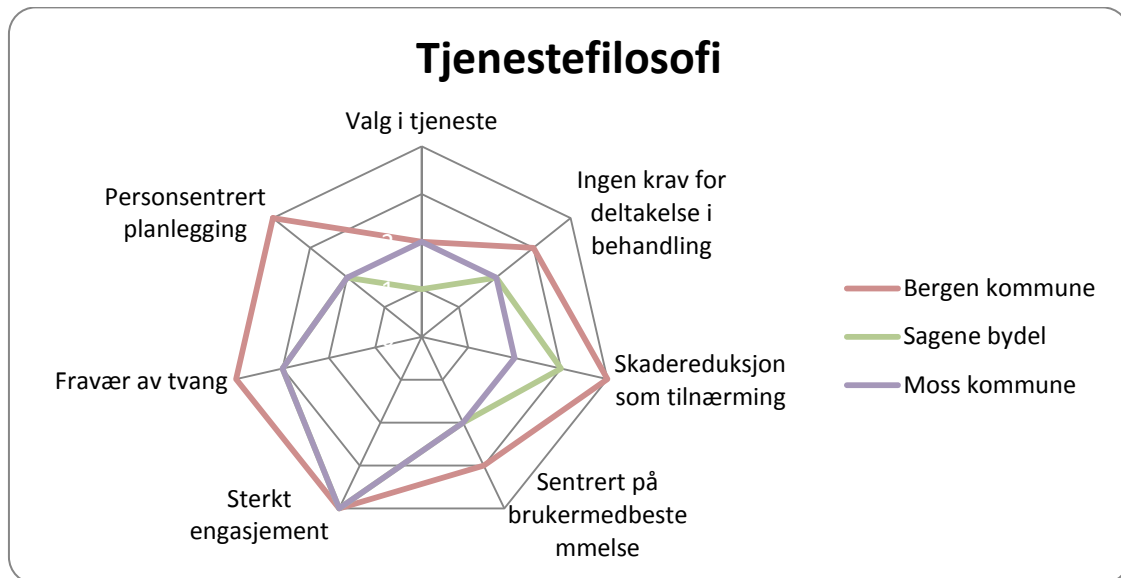 Tjenestefilosofi
Valg i tjeneste
Ingen krav for
deltakelse i
behandling
Skadereduksjon
som tilnærming
Sentrert på
brukermedbeste
mmelse
Sterkt
engasjement
Fravær av tvang
Personsentrert
planlegging
Bergen kommune
Sagene bydel
Moss kommune